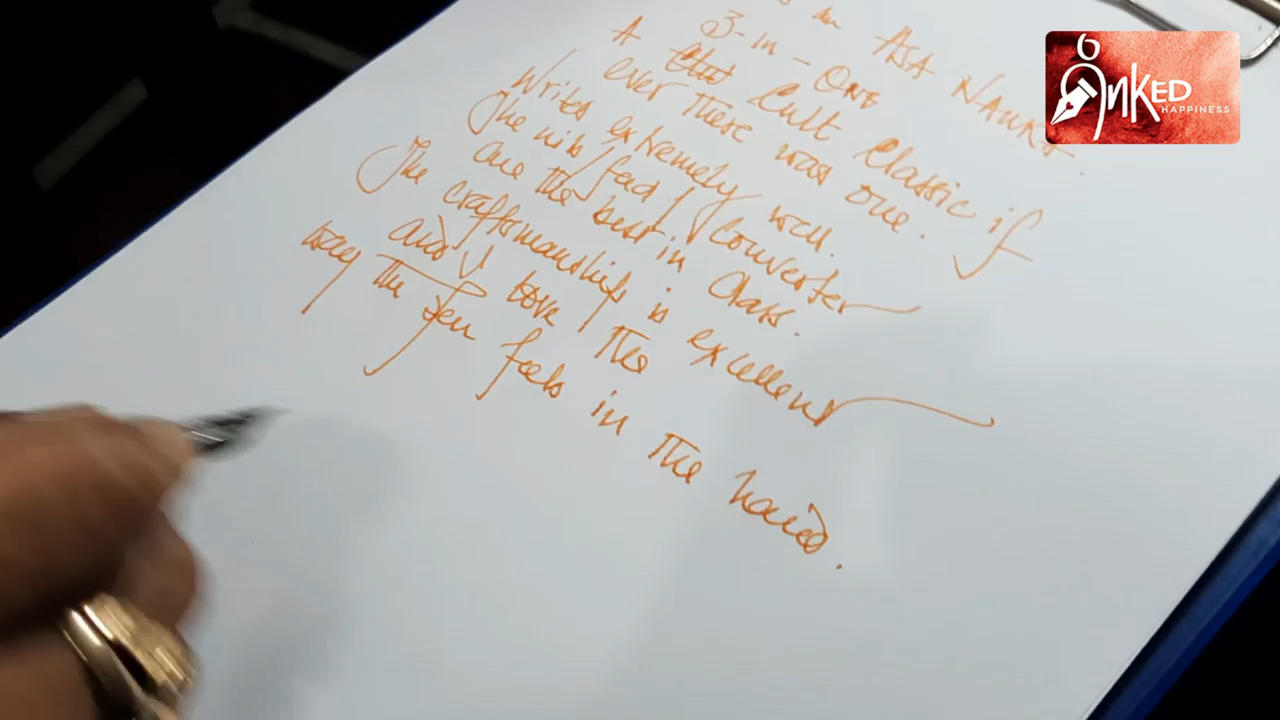 an ASA NAUKA
3-in-ONE
A Cult Classic if
ever there was one.
Writes extremely well.
The nib/feed/converter
are the best in Class.
The craftsmanship is excellent
and I love the
way the pen feels in the hand.
INKED
HAPPINESS